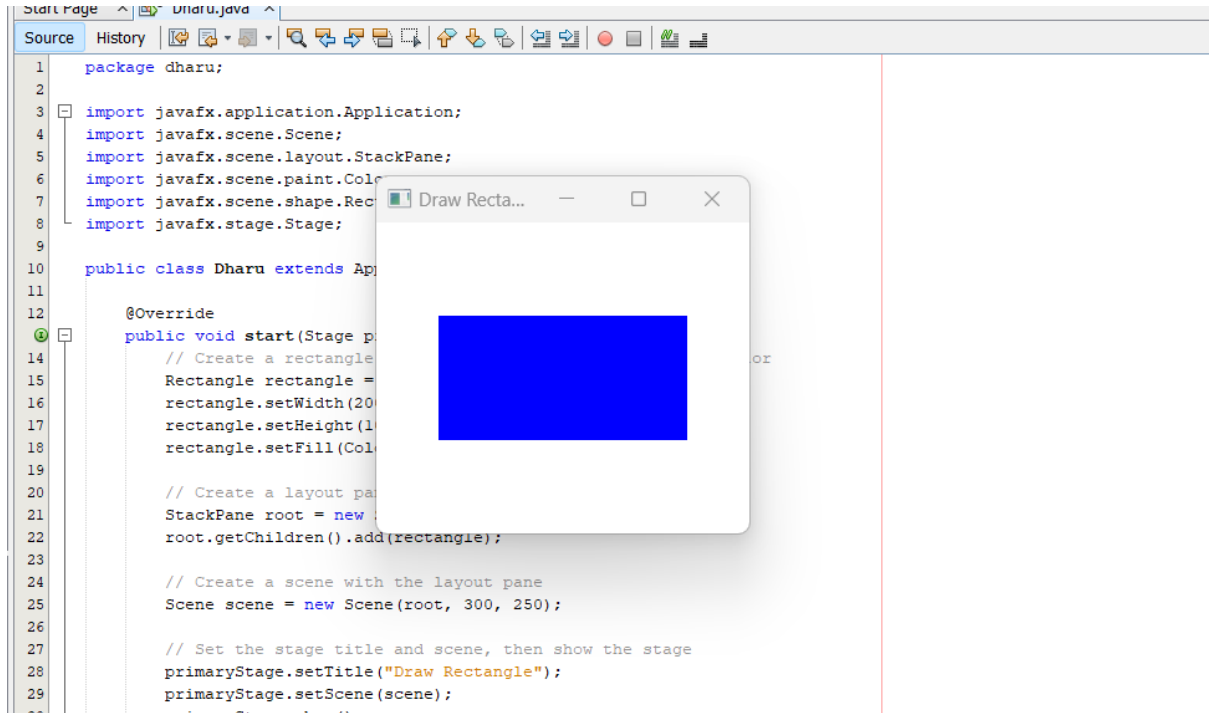 Start Page Dharu.java
Source History
1 package dharu;
2
3 import javafx.application.Application;
4 import javafx.scene.Scene;
5 import javafx.scene.layout.StackPane;
6 import javafx.scene.paint.Colo
7 import javafx.scene.shape.Rec
8 import javafx.stage.Stage;
9
10 public class Dharu extends App
11
12 @Override
public void start(Stage p
14 // Create a rectangle or
15 Rectangle rectangle =
16 rectangle.setWidth(20
17 rectangle.setHeight(1
18 rectangle.setFill(Col
19
20 // Create a layout pa
21 StackPane root = new
22 root.getChildren().add(rectangle);
23
24 // Create a scene with the layout pane
25 Scene scene = new Scene(root, 300, 250);
26
27 // Set the stage title and scene, then show the stage
28 primaryStage.setTitle("Draw Rectangle");
29 primaryStage.setScene(scene);
Draw Recta...